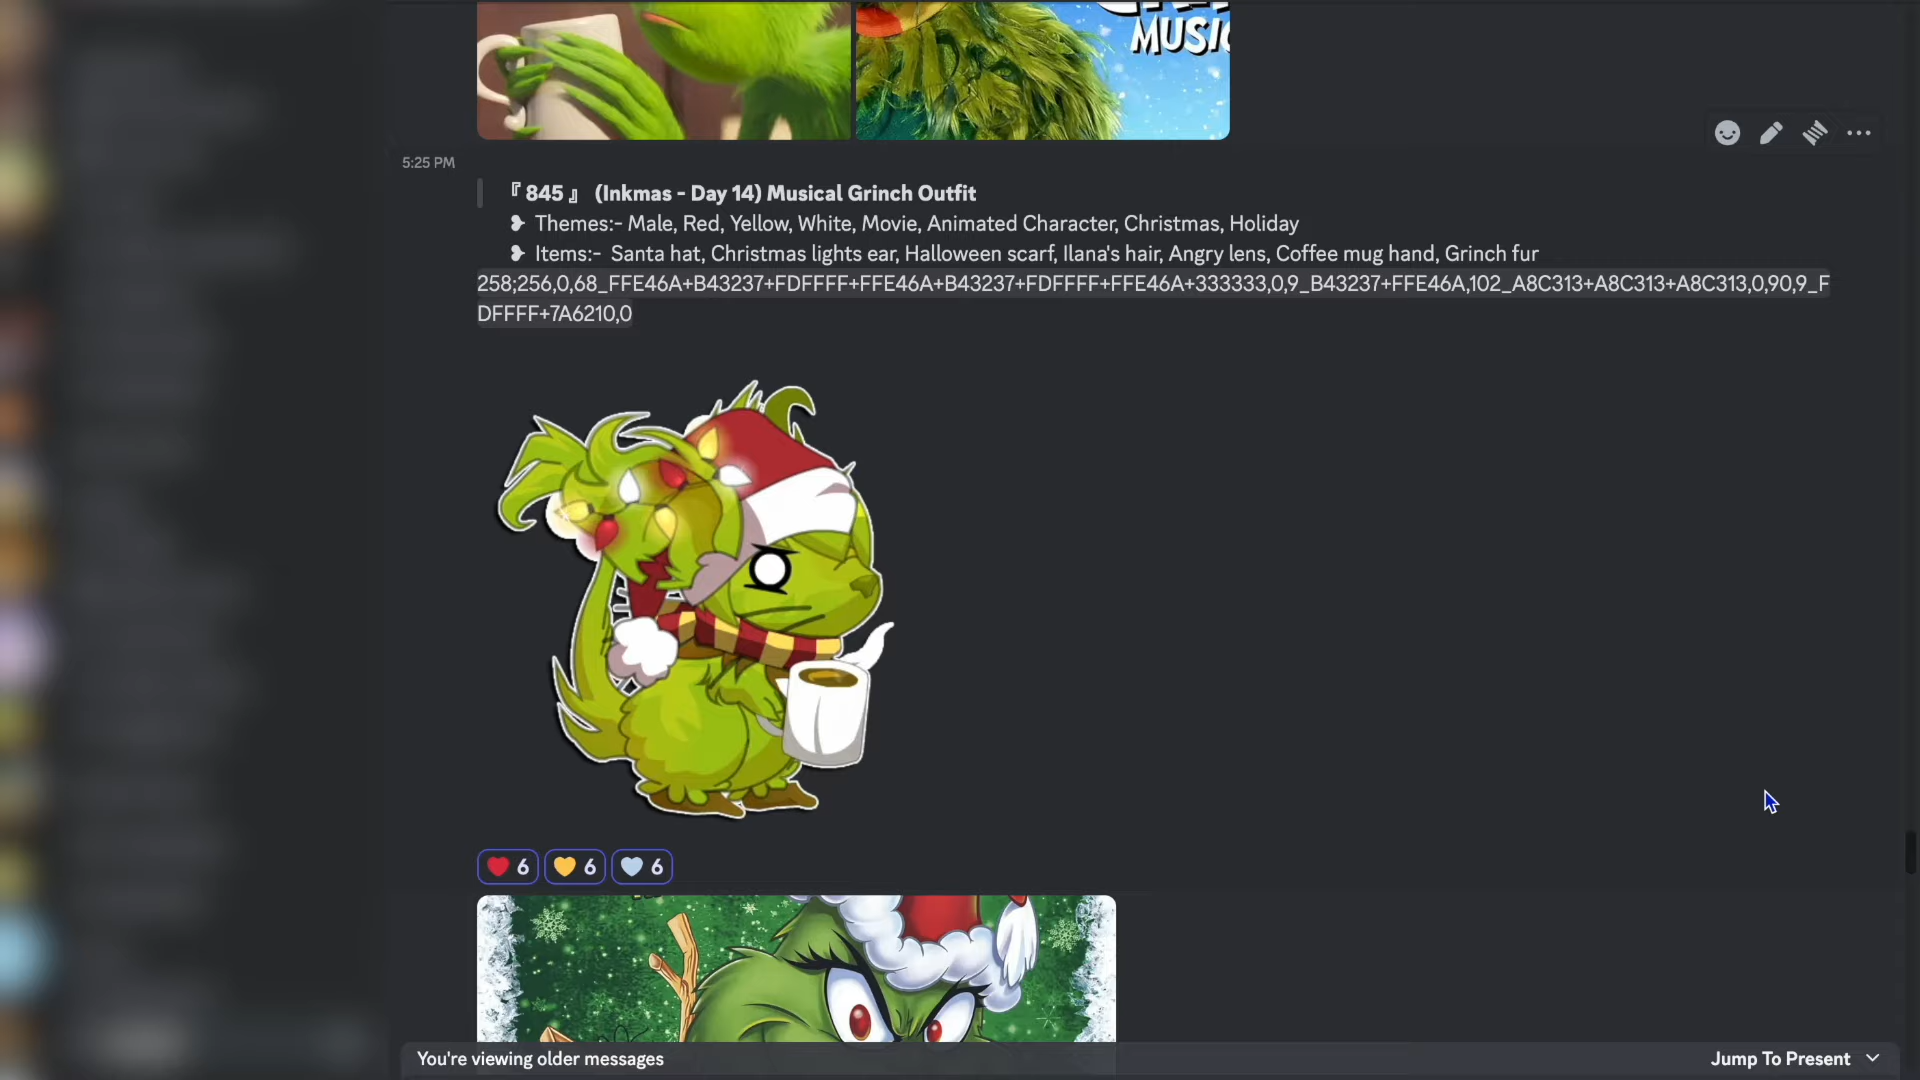 MUSIC
5:25 PM
『 845 』 (Inkmas - Day 14) Musical Grinch Outfit
❥ Themes:- Male, Red, Yellow, White, Movie, Animated Character, Christmas, Holiday
❥ Items:- Santa hat, Christmas lights ear, Halloween scarf, Ilana's hair, Angry lens, Coffee mug hand, Grinch fur
258;256,0,68_FFE46A+B43237+FDFFFF+FFE46A+B43237+FDFFFF+FFE46A+333333,0,9_B43237+FFE46A,102_A8C313+A8C313+A8C313,0,90,9_F
DFFFF+7A6210,0
6 6 6
You're viewing older messages
Jump To Present